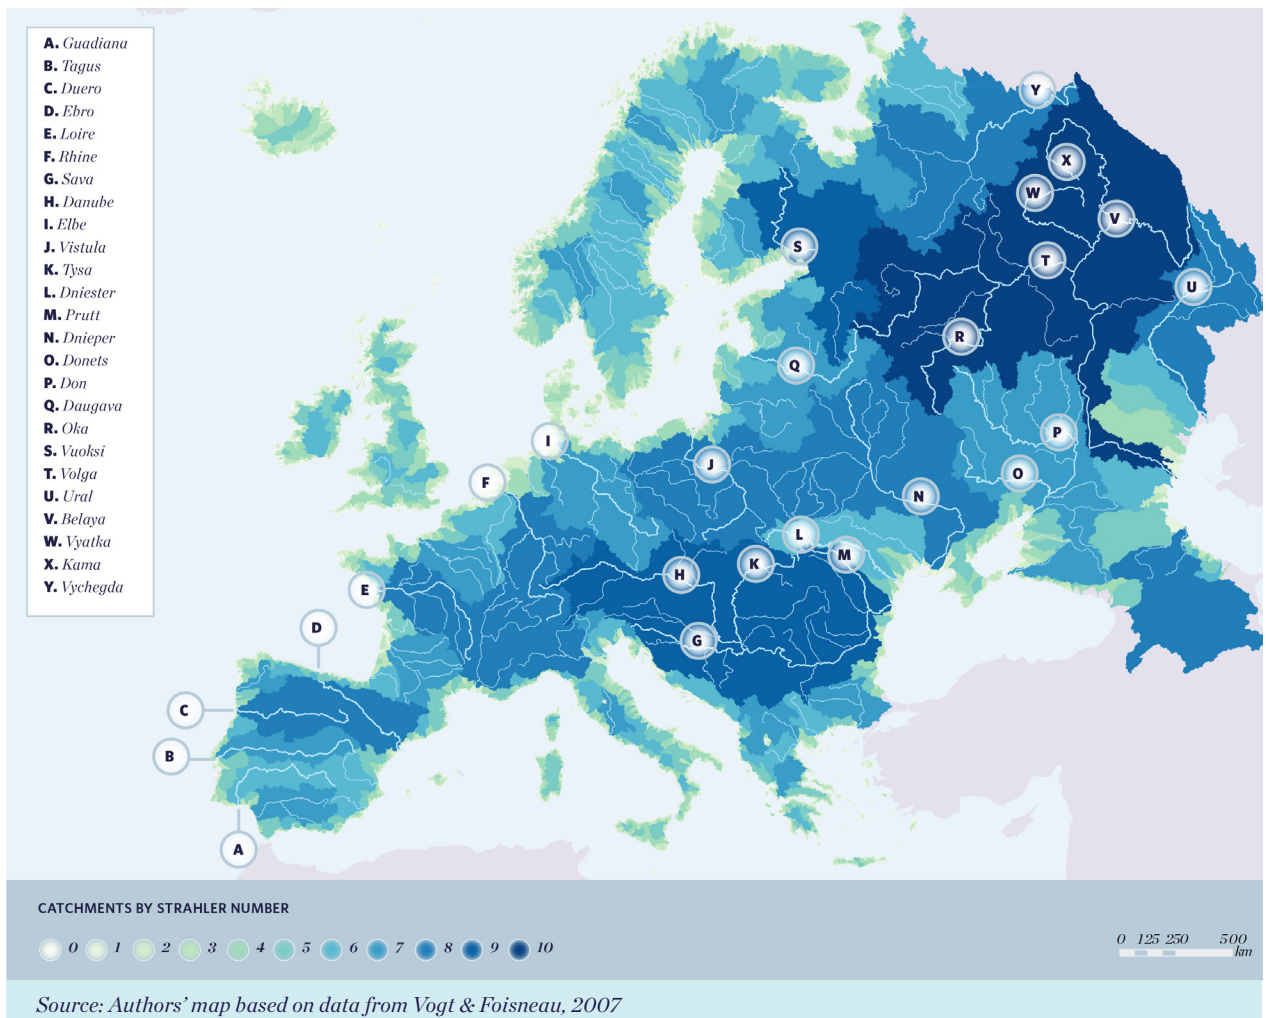 A. Guadiana
B. Tagus
C. Duero
D. Ebro
E. Loire
F. Rhine
G. Sava
H. Danube
I. Elbe
J. Vistula
K. Tysa
L. Dniester
M. Prutt
N. Dnieper
O. Donets
P. Don
Q. Daugava
R. Oka
S. Vuoksi
T. Volga
U. Ural
V. Belaya
W. Vyatka
X. Kama
Y. Vychegda
Y
X
W
V
S
T
U
R
Q
P
I
J
F
O
N
L
M
K
H
E
D
G
C
B
A
CATCHMENTS BY STRAHLER NUMBER
0 1 2 3 4 5 6 7 8 9 10
0 125 250 500
km
Source: Authors' map based on data from Vogt & Foisneau, 2007